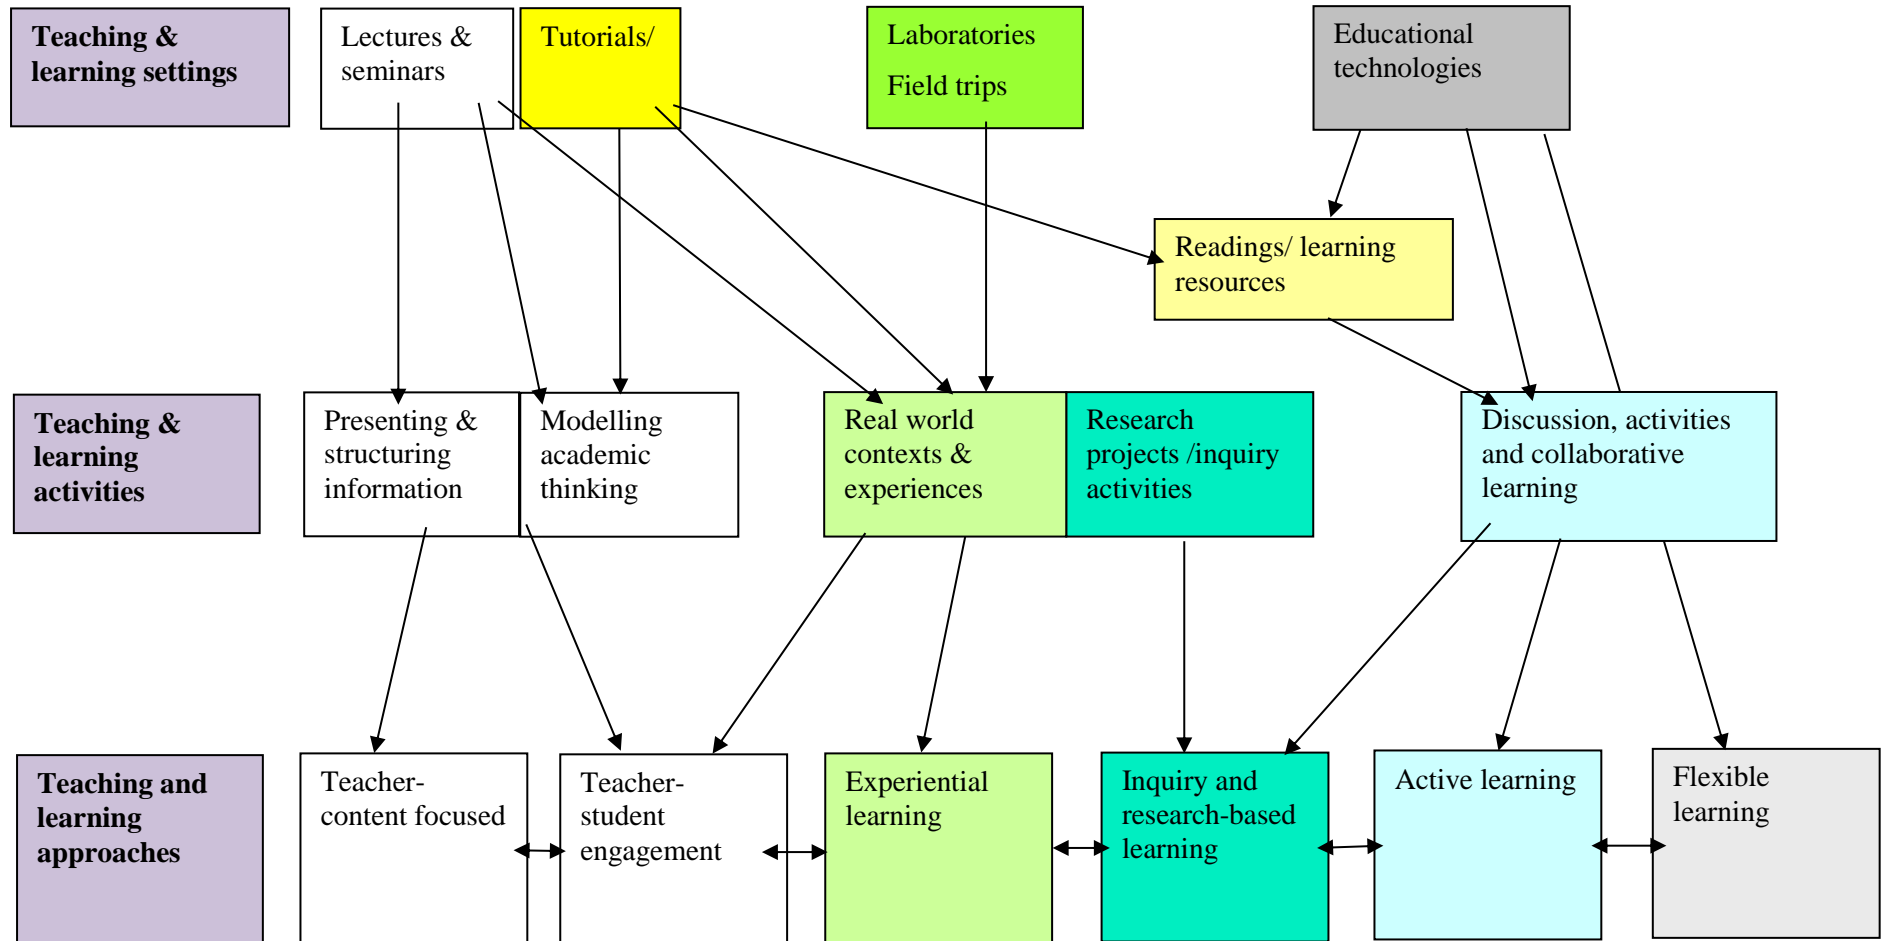 Teaching &
learning settings
Lectures &
seminars
Tutorials/
Laboratories
Field trips
Educational
technologies
Readings/ learning
resources
Teaching &
learning
activities
Presenting &
structuring
information
Modelling
academic
thinking
Real world
contexts &
experiences
Research
projects /inquiry
activities
Discussion, activities
and collaborative
learning
Teaching and
learning
approaches
Teacher-
content focused
Teacher-
student
engagement
Experiential
learning
Inquiry and
research-based
learning
Active learning
Flexible
learning